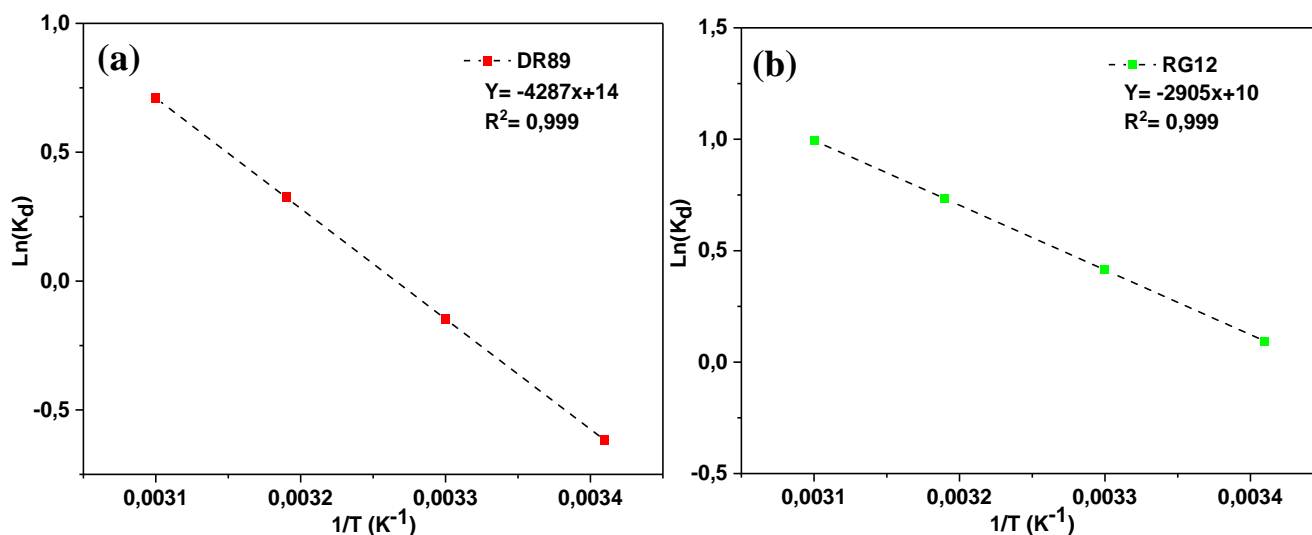 (a)
DR89
Y= -4287x+14
R²= 0,999
Ln(K_d)
1,0
0,5
0,0
-0,5
0,0031 0,0032 0,0033 0,0034
1/T (K⁻¹)
(b)
RG12
Y= -2905x+10
R²= 0,999
Ln(K_d)
1,5
1,0
0,5
0,0
-0,5
0,0031 0,0032 0,0033 0,0034
1/T (K⁻¹)